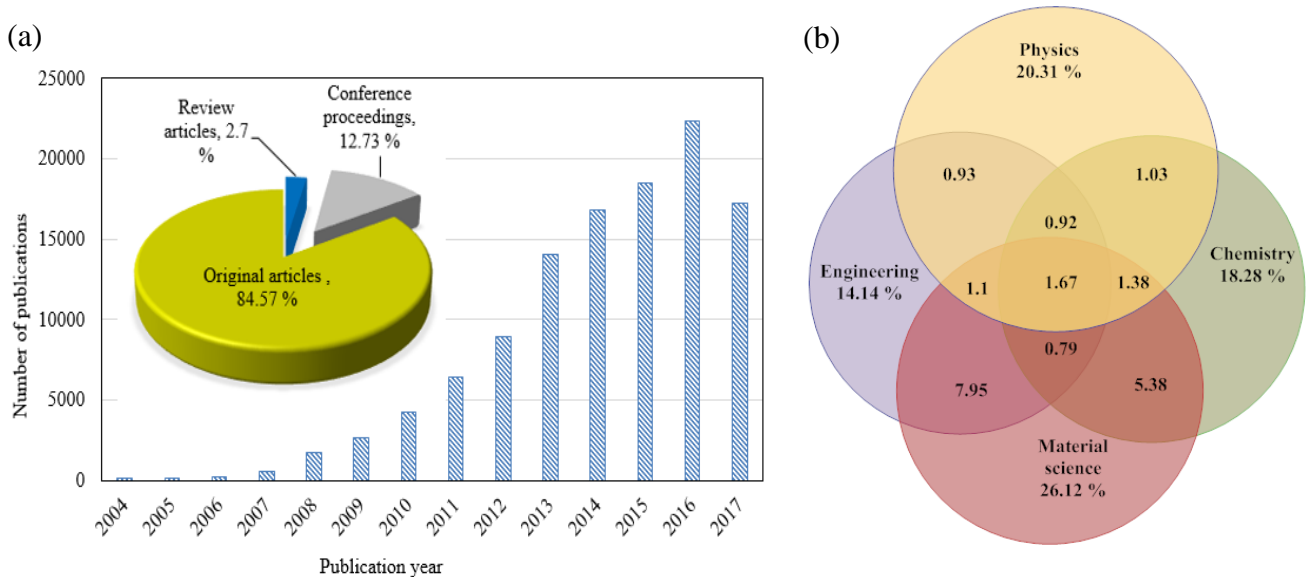 (a)
25000
20000
15000
10000
5000
0
Number of publications
Review
articles, 2.7
%
Conference
proceedings,
12.73 %
Original articles ,
84.57 %
2004
2005
2006
2007
2008
2009
2010
2011
2012
2013
2014
2015
2016
2017
Publication year
(b)
Physics
20.31 %
0.93
1.03
0.92
Engineering
14.14 %
Chemistry
18.28 %
1.1
1.67
1.38
0.79
7.95
5.38
Material
science
26.12 %